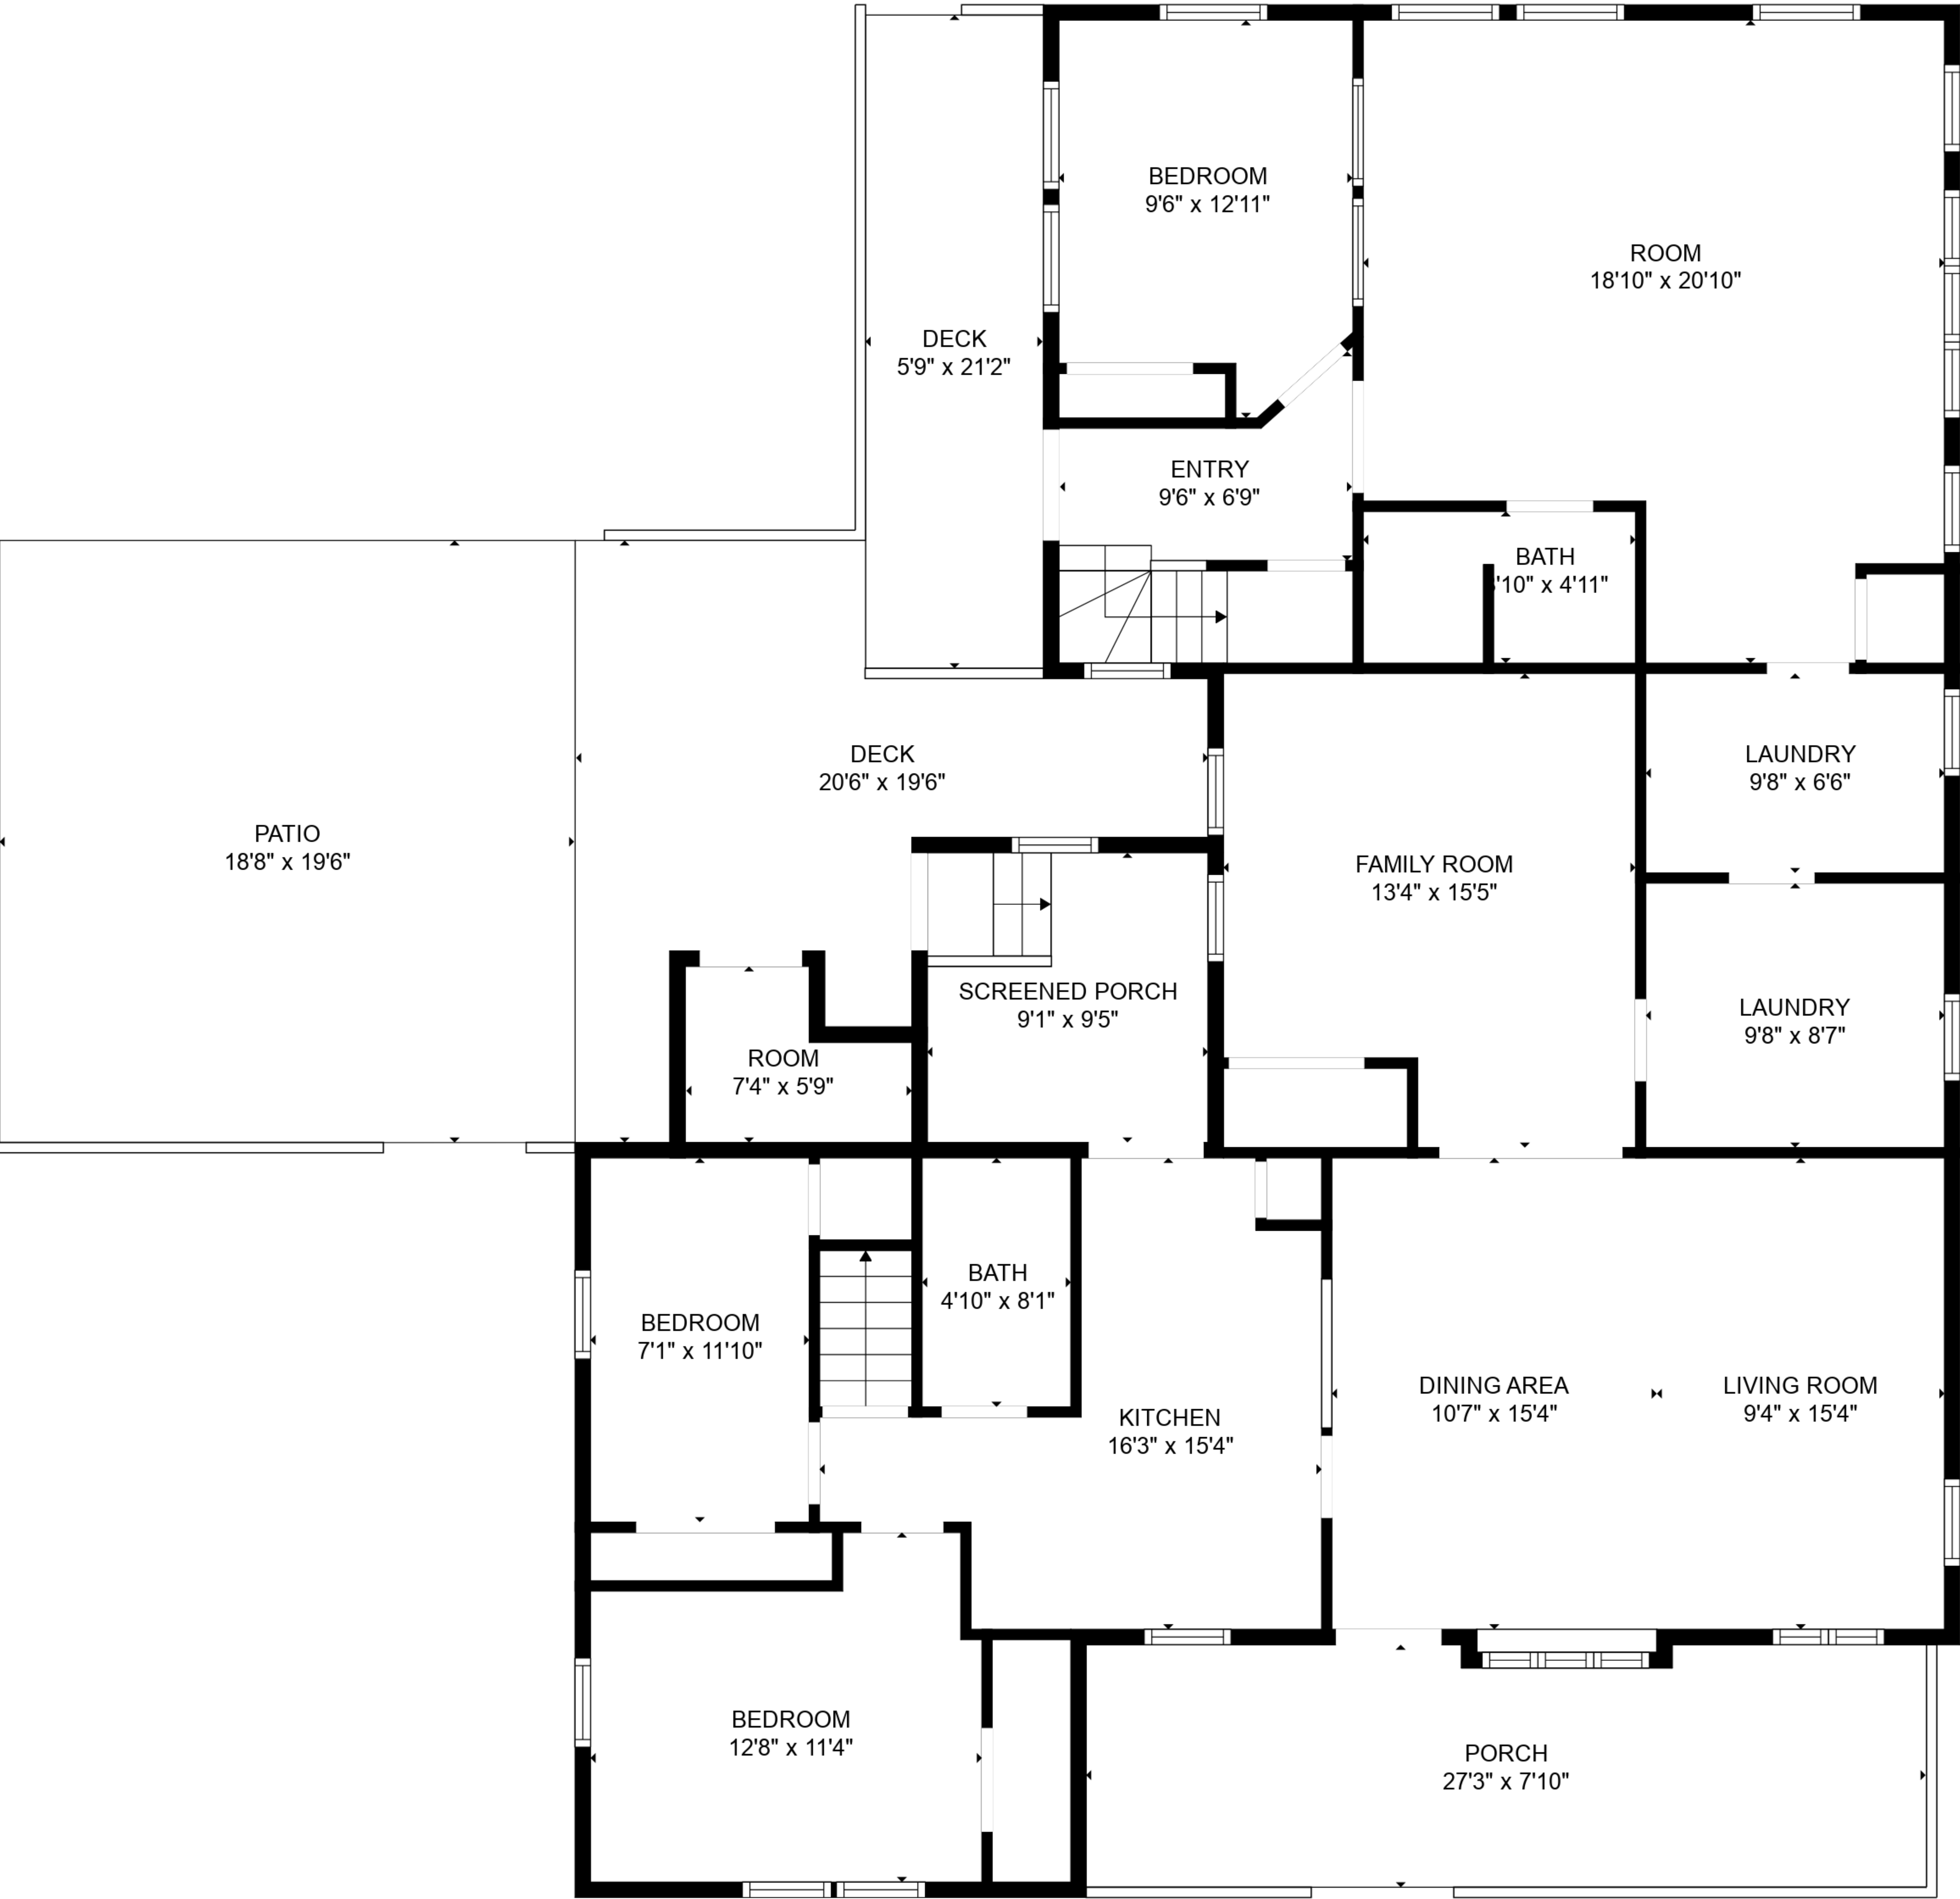 BEDROOM
9'6" x 12'11"
ROOM
18'10" x 20'10"
DECK
5'9" x 21'2"
ENTRY
9'6" x 6'9"
BATH
'10" x 4'11"
DECK
20'6" x 19'6"
LAUNDRY
9'8" x 6'6"
PATIO
18'8" x 19'6"
FAMILY ROOM
13'4" x 15'5"
SCREENED PORCH
9'1" x 9'5"
LAUNDRY
9'8" x 8'7"
ROOM
7'4" x 5'9"
BATH
4'10" x 8'1"
BEDROOM
7'1" x 11'10"
DINING AREA
10'7" x 15'4"
LIVING ROOM
9'4" x 15'4"
KITCHEN
16'3" x 15'4"
BEDROOM
12'8" x 11'4"
PORCH
27'3" x 7'10"